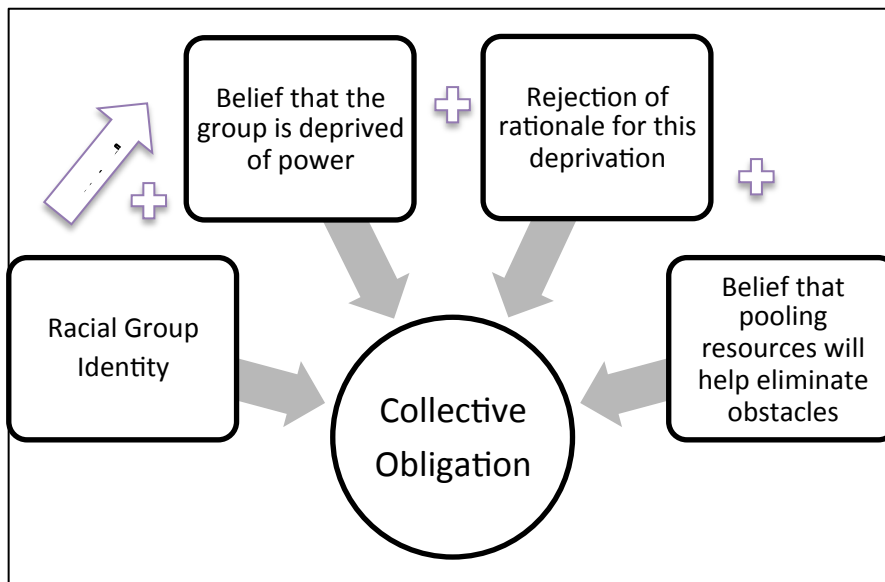 Belief that the
group is deprived
of power
Rejection of
rationale for this
deprivation
Racial Group
Identity
Belief that
pooling
resources will
help eliminate
obstacles
Collective
Obligation